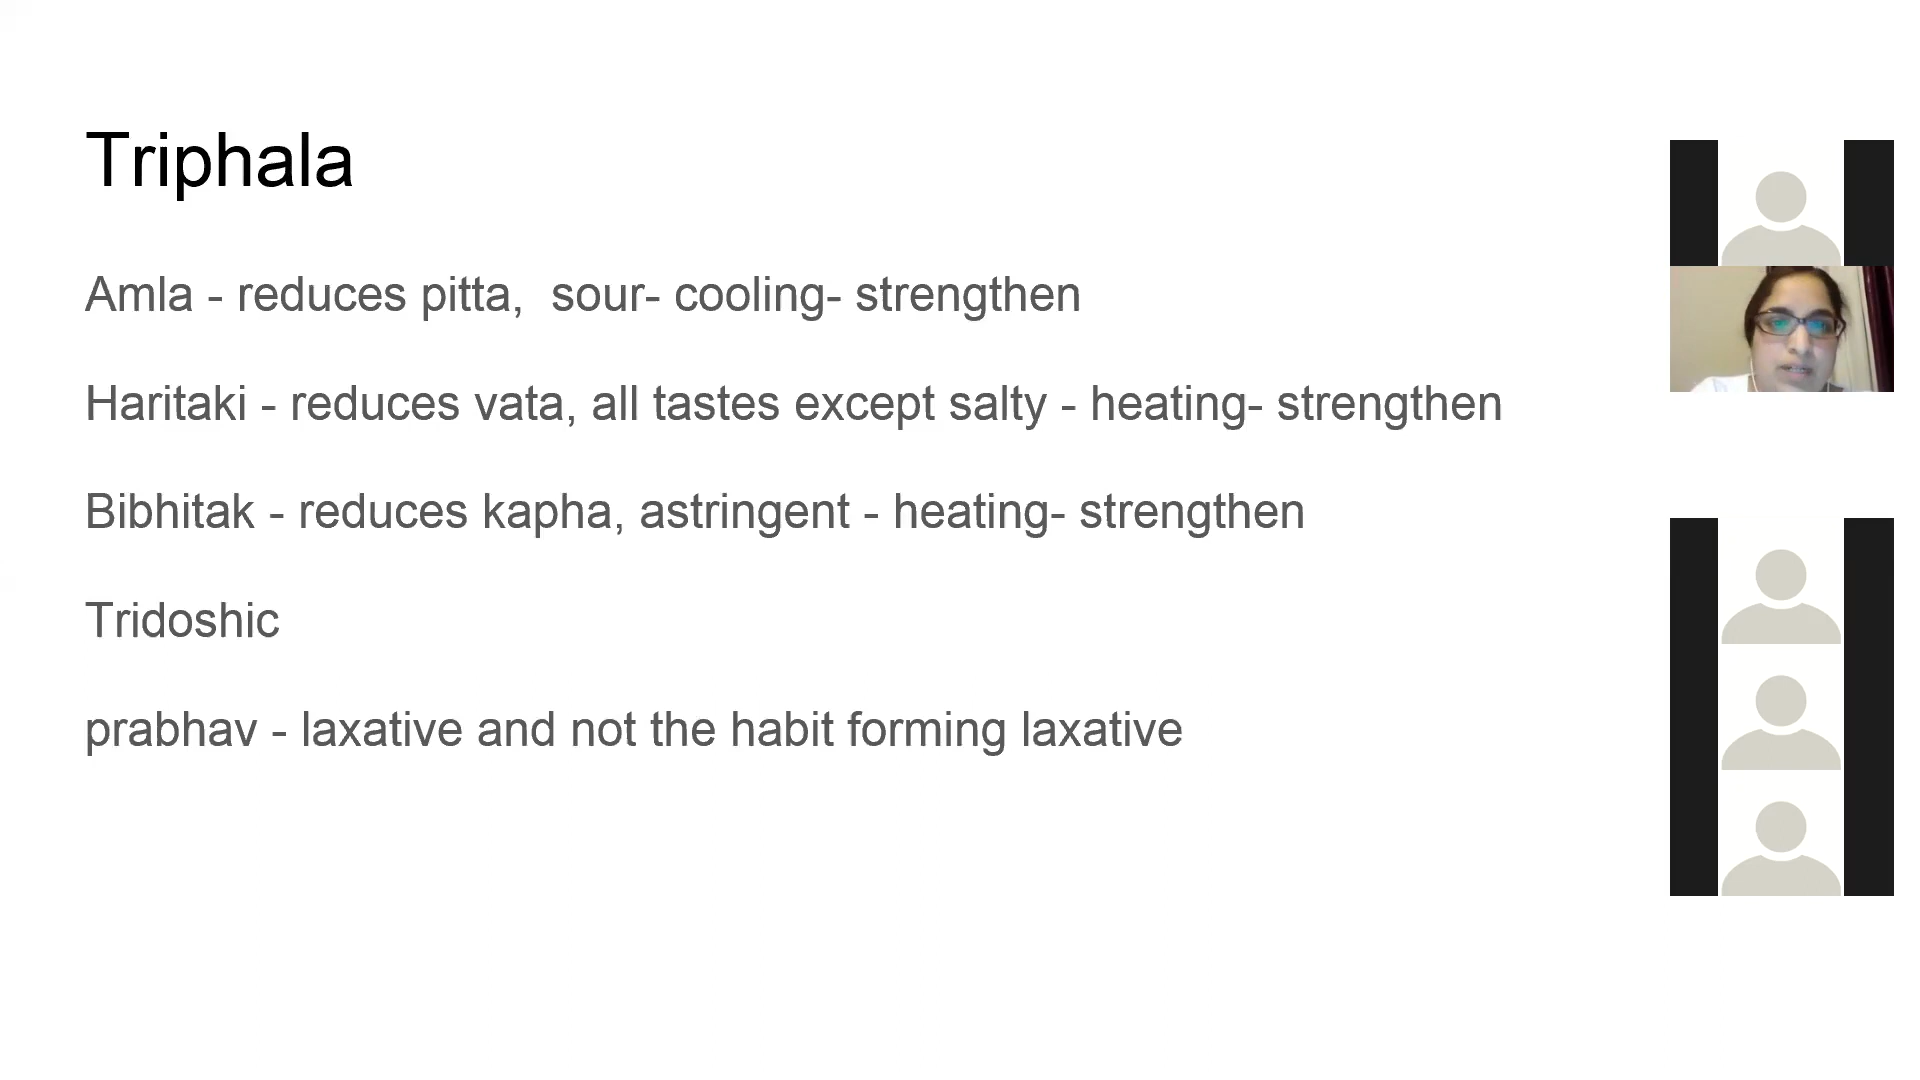 Triphala
Amla - reduces pitta,  sour- cooling- strengthen
Haritaki - reduces vata, all tastes except salty - heating- strengthen
Bibhitak - reduces kapha, astringent - heating- strengthen
Tridoshic
prabhav - laxative and not the habit forming laxative